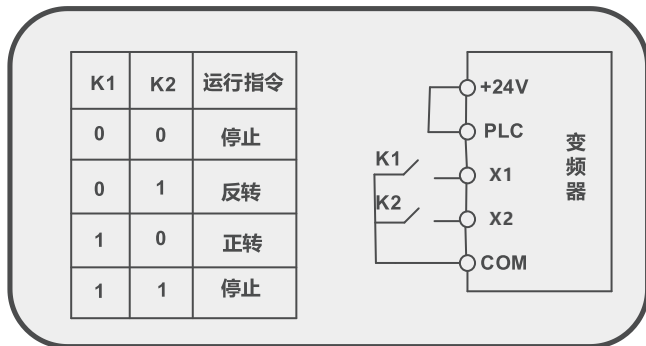 K1 K2 运行指令
0 0 停止
0 1 反转
1 0 正转
1 1 停止
+24V
PLC
K1
X1
K2
X2
COM
变频器